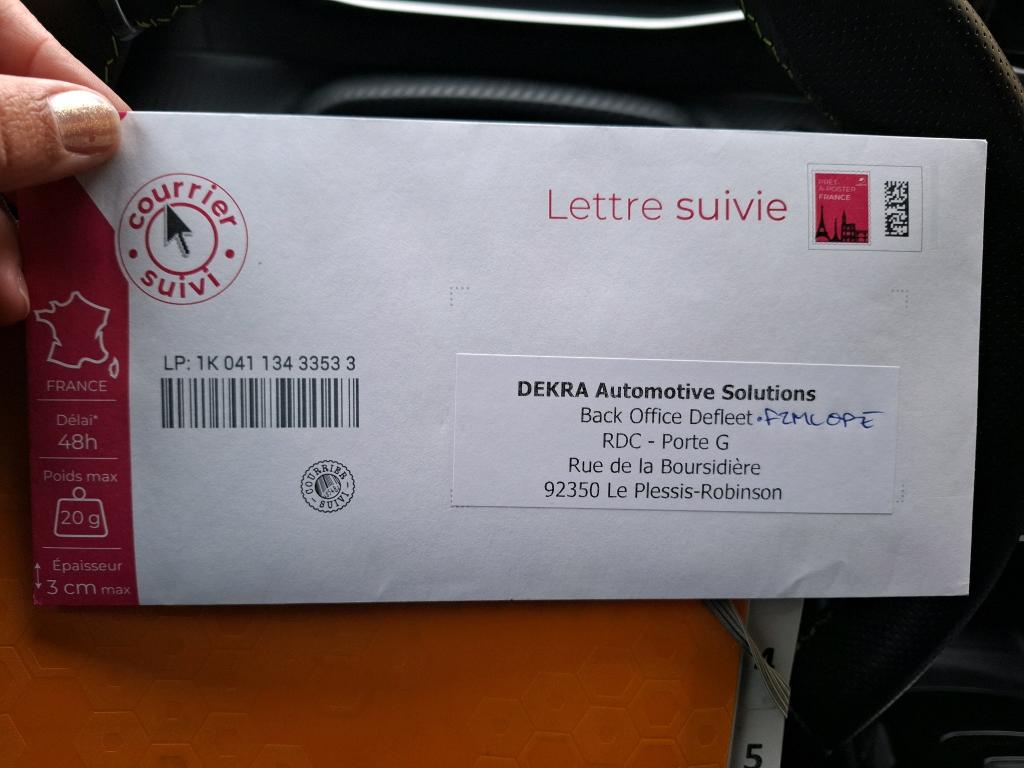 courrier
suivi
Lettre suivie
PRÊT-
À-POSTER
FRANCE
FRANCE
Délai*
48h
Poids max
20 g
Épaisseur
3 cm max
LP: 1K 041 134 3353 3
COURRIER
SUIVI
DEKRA Automotive Solutions
Back Office Defleet
RDC - Porte G
Rue de la Boursidière
92350 Le Plessis-Robinson
4
5